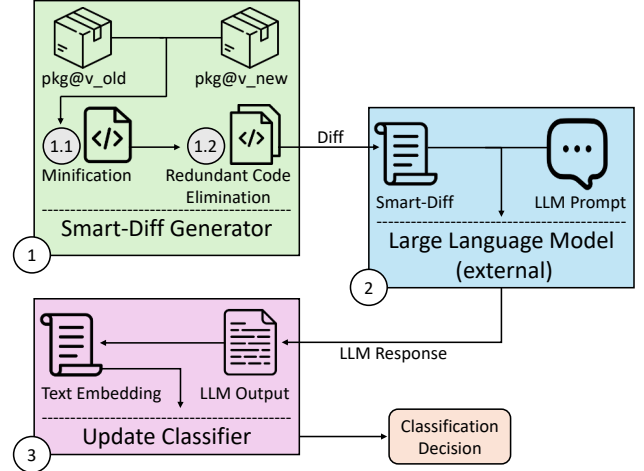 pkg@v_old
pkg@v_new
1.1
</>
1.2
</>
Minification
Redundant Code
Elimination
Smart-Diff Generator
1
Diff
Smart-Diff
LLM Prompt
Large Language Model
(external)
2
LLM Response
Text Embedding
LLM Output
Update Classifier
3
Classification
Decision